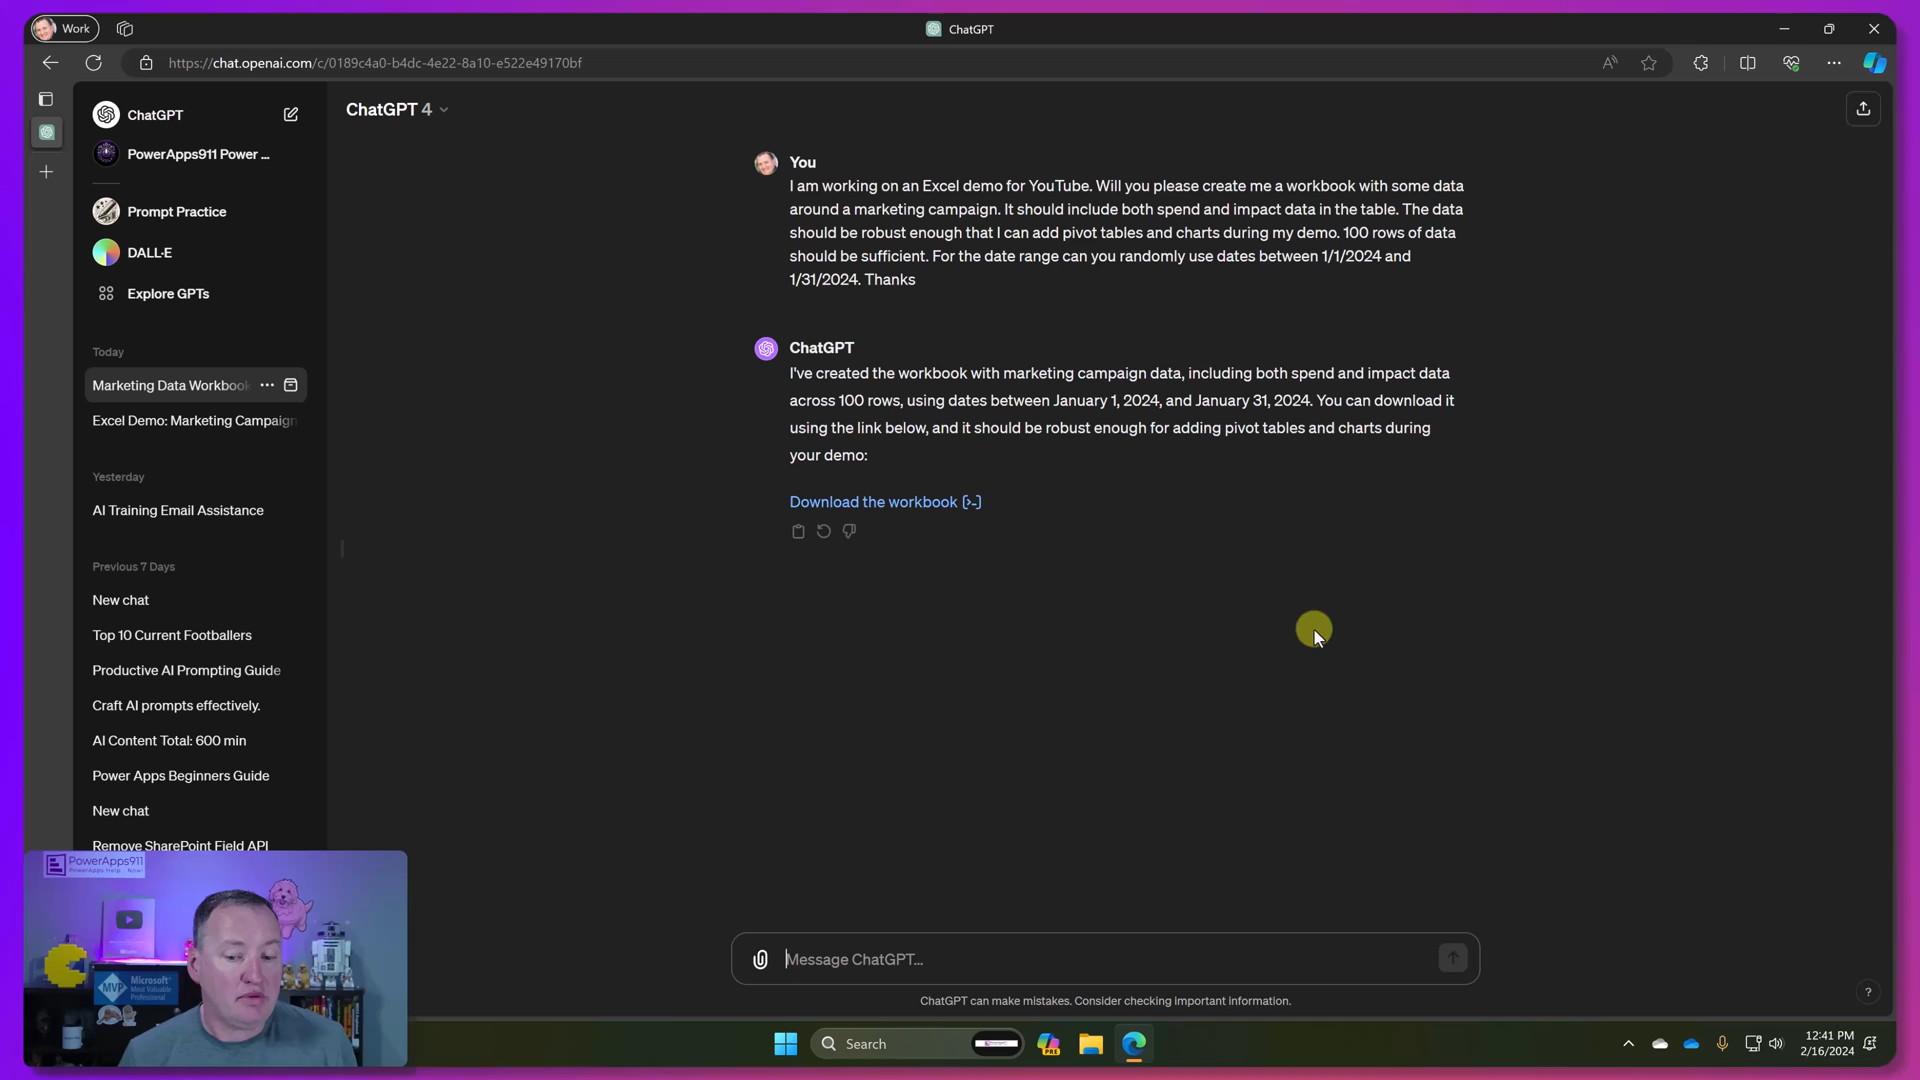 Work
ChatGPT
https://chat.openai.com/c/0189c4a0-b4dc-4e22-8a10-e522e49170bf
ChatGPT
PowerApps911 Power ...
Prompt Practice
DALL·E
Explore GPTs
Today
Marketing Data Workbook
Excel Demo: Marketing Campaign
Yesterday
AI Training Email Assistance
Previous 7 Days
New chat
Top 10 Current Footballers
Productive AI Prompting Guide
Craft AI prompts effectively.
AI Content Total: 600 min
Power Apps Beginners Guide
New chat
Remove SharePoint Field API
ChatGPT 4
You
I am working on an Excel demo for YouTube. Will you please create me a workbook with some data
around a marketing campaign. It should include both spend and impact data in the table. The data
should be robust enough that I can add pivot tables and charts during my demo. 100 rows of data
should be sufficient. For the date range can you randomly use dates between 1/1/2024 and
1/31/2024. Thanks
ChatGPT
I've created the workbook with marketing campaign data, including both spend and impact data
across 100 rows, using dates between January 1, 2024, and January 31, 2024. You can download it
using the link below, and it should be robust enough for adding pivot tables and charts during
your demo:
Download the workbook [>-]
Message ChatGPT...
ChatGPT can make mistakes. Consider checking important information.
?
PowerApps911
PowerApps Help... Now!
Microsoft
Most Valuable
Professional
MVP
Search
PRE
12:41 PM
2/16/2024